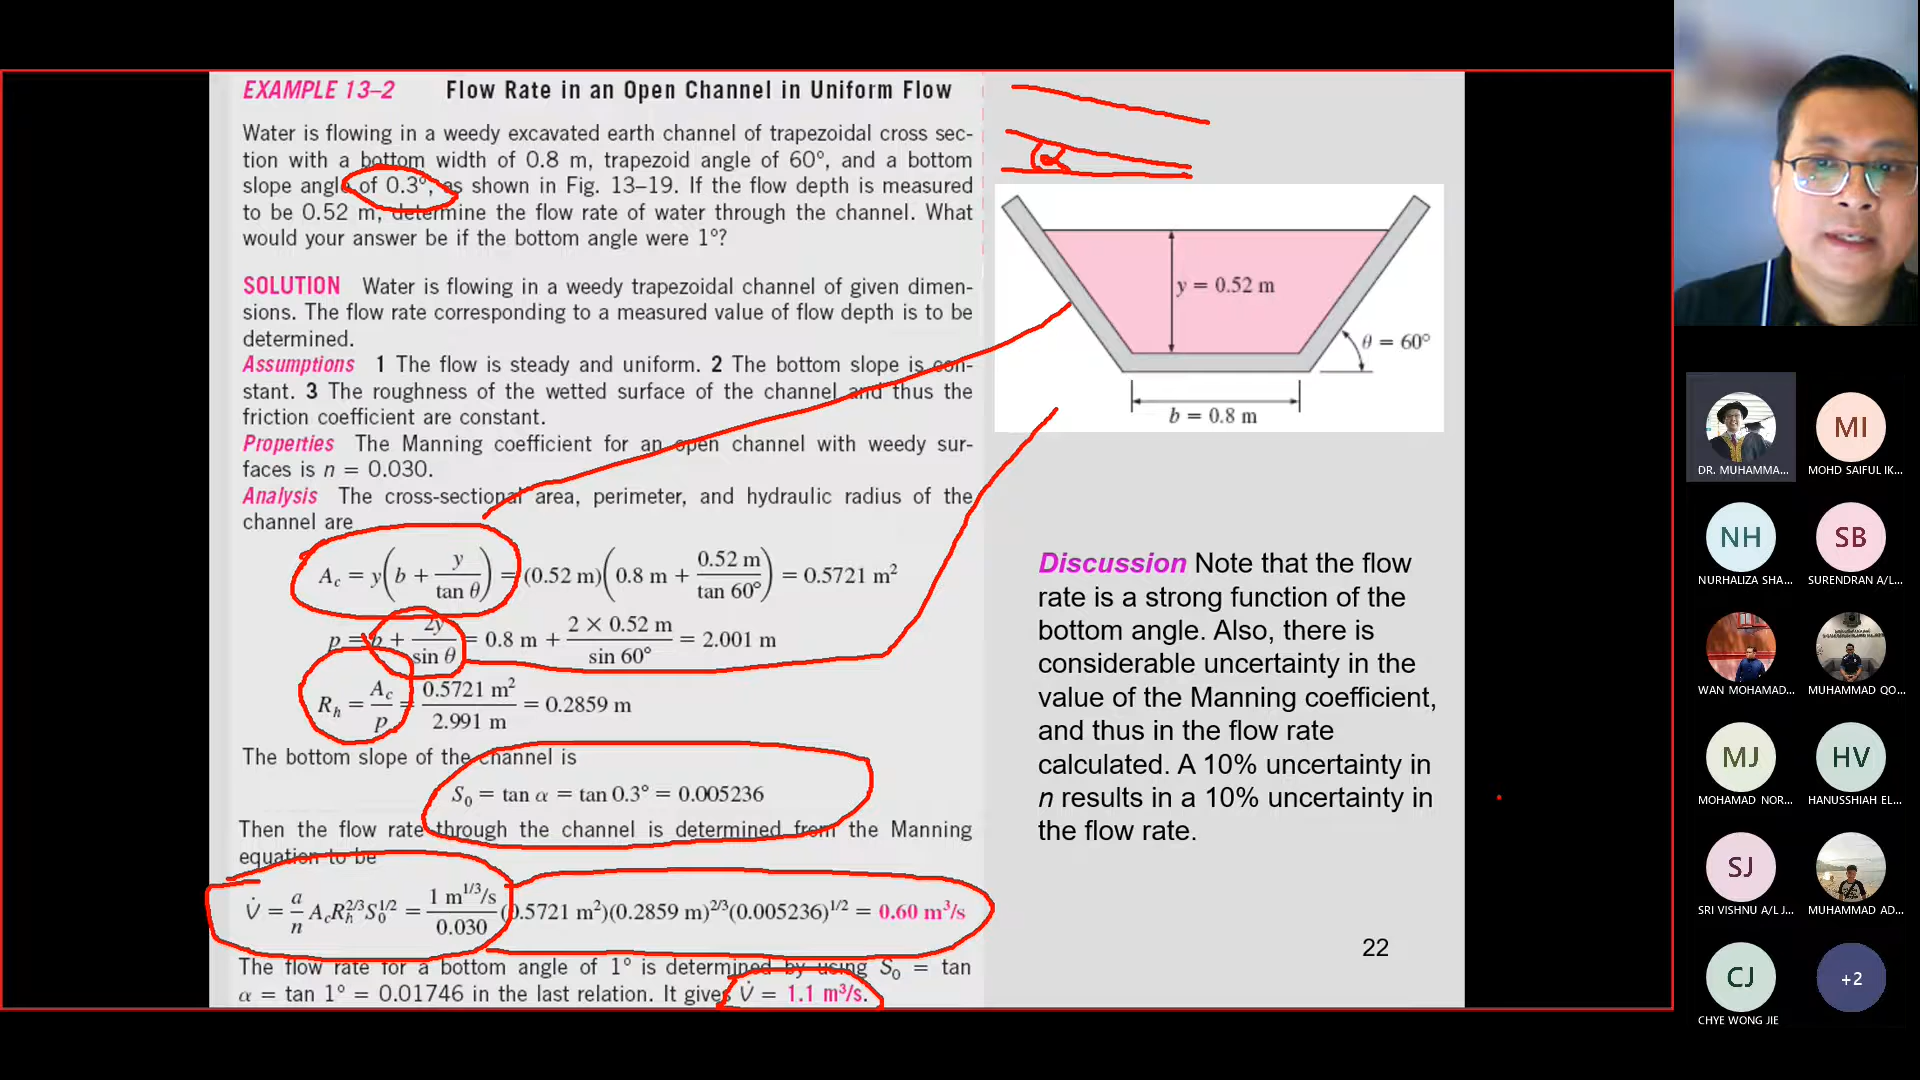 EXAMPLE 13–2 Flow Rate in an Open Channel in Uniform Flow
Water is flowing in a weedy excavated earth channel of trapezoidal cross sec-
tion with a bottom width of 0.8 m, trapezoid angle of 60°, and a bottom
slope angle of 0.3°, as shown in Fig. 13–19. If the flow depth is measured
to be 0.52 m, determine the flow rate of water through the channel. What
would your answer be if the bottom angle were 1°?
SOLUTION Water is flowing in a weedy trapezoidal channel of given dimen-
sions. The flow rate corresponding to a measured value of flow depth is to be
determined.
Assumptions 1 The flow is steady and uniform. 2 The bottom slope is con-
stant. 3 The roughness of the wetted surface of the channel and thus the
friction coefficient are constant.
Properties The Manning coefficient for an open channel with weedy sur-
faces is n = 0.030.
Analysis The cross-sectional area, perimeter, and hydraulic radius of the
channel are
A_c = y(b + y/tan θ) = (0.52 m)(0.8 m + 0.52 m/tan 60°) = 0.5721 m²
p = b + 2y/sin θ = 0.8 m + 2 × 0.52 m/sin 60° = 2.001 m
R_h = A_c/p = 0.5721 m²/2.991 m = 0.2859 m
The bottom slope of the channel is
S₀ = tan α = tan 0.3° = 0.005236
Then the flow rate through the channel is determined from the Manning
equation to be
V̇ = a/n A_c R_h^2/3 S₀^1/2 = 1 m^1/3/s/0.030 (0.5721 m²)(0.2859 m)^2/3(0.005236)^1/2 = 0.60 m³/s
The flow rate for a bottom angle of 1° is determined by using S₀ = tan
α = tan 1° = 0.01746 in the last relation. It gives V̇ = 1.1 m³/s.
α
y = 0.52 m
θ = 60°
b = 0.8 m
Discussion Note that the flow
rate is a strong function of the
bottom angle. Also, there is
considerable uncertainty in the
value of the Manning coefficient,
and thus in the flow rate
calculated. A 10% uncertainty in
n results in a 10% uncertainty in
the flow rate.
22
DR. MUHAMMA...
MI
MOHD SAIFUL IK...
NH
NURHALIZA SHA...
SB
SURENDRAN A/L...
WAN MOHAMAD...
MUHAMMAD QO...
MJ
MOHAMAD NOR...
HV
HANUSSHIAH EL...
SJ
SRI VISHNU A/L J...
MUHAMMAD AD...
CJ
CHYE WONG JIE
+2